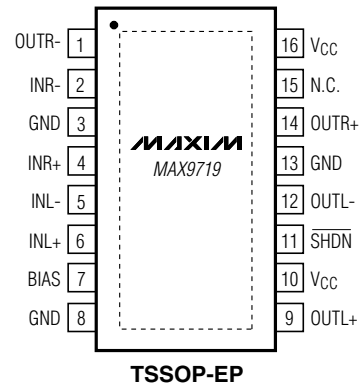 OUTR- 1
INR- 2
GND 3
INR+ 4
INL- 5
INL+ 6
BIAS 7
GND 8
MAXIM
MAX9719
16 VCC
15 N.C.
14 OUTR+
13 GND
12 OUTL-
11 SHDN
10 VCC
9 OUTL+
TSSOP-EP